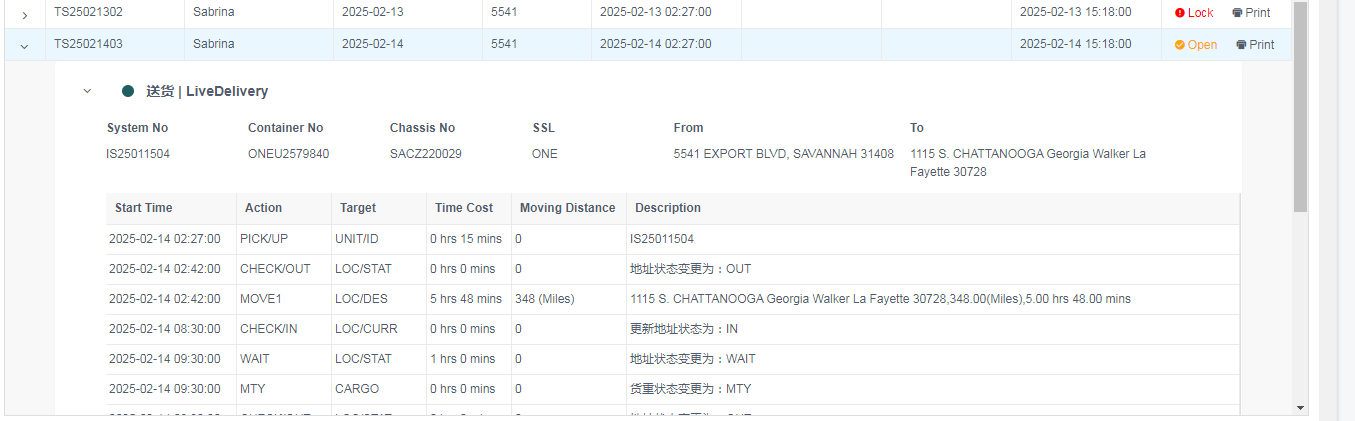 TS25021302 Sabrina 2025-02-13 5541 2025-02-13 02:27:00 2025-02-13 15:18:00 Lock Print
TS25021403 Sabrina 2025-02-14 5541 2025-02-14 02:27:00 2025-02-14 15:18:00 Open Print
送货 | LiveDelivery
System No Container No Chassis No SSL From To
IS25011504 ONEU2579840 SACZ220029 ONE 5541 EXPORT BLVD, SAVANNAH 31408 1115 S. CHATTANOOGA Georgia Walker La
Fayette 30728
Start Time Action Target Time Cost Moving Distance Description
2025-02-14 02:27:00 PICK/UP UNIT/ID 0 hrs 15 mins 0 IS25011504
2025-02-14 02:42:00 CHECK/OUT LOC/STAT 0 hrs 0 mins 0 地址状态变更为：OUT
2025-02-14 02:42:00 MOVE1 LOC/DES 5 hrs 48 mins 348 (Miles) 1115 S. CHATTANOOGA Georgia Walker La Fayette 30728,348.00(Miles),5.00 hrs 48.00 mins
2025-02-14 08:30:00 CHECK/IN LOC/CURR 0 hrs 0 mins 0 更新地址状态为：IN
2025-02-14 09:30:00 WAIT LOC/STAT 1 hrs 0 mins 0 地址状态变更为：WAIT
2025-02-14 09:30:00 MTY CARGO 0 hrs 0 mins 0 货重状态变更为：MTY